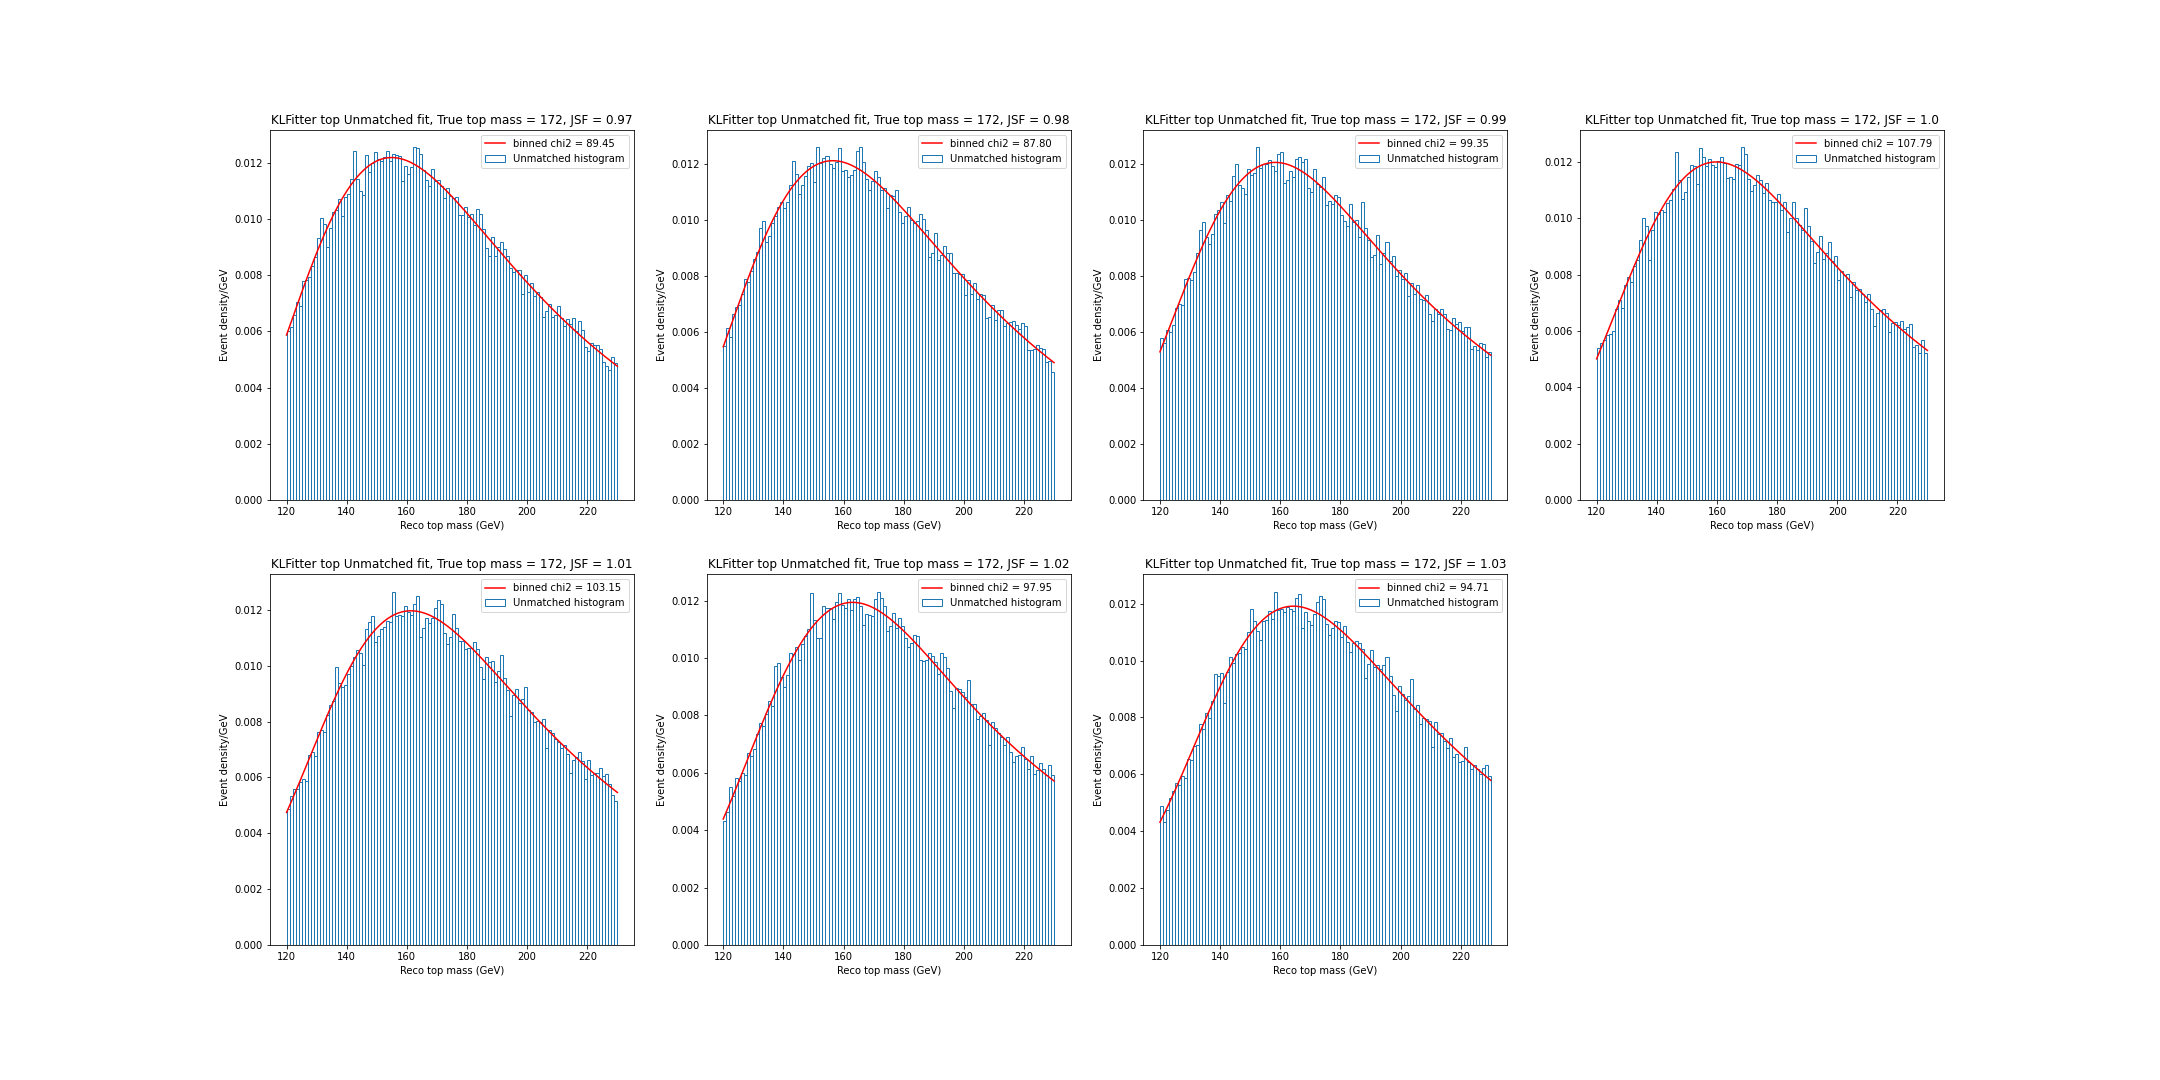 KLFitter top Unmatched fit, True top mass = 172, JSF = 0.97
binned chi2 = 89.45
Unmatched histogram
0.012
0.010
0.008
0.006
0.004
0.002
0.000
Event density/GeV
120 140 160 180 200 220
Reco top mass (GeV)
KLFitter top Unmatched fit, True top mass = 172, JSF = 0.98
binned chi2 = 87.80
Unmatched histogram
0.012
0.010
0.008
0.006
0.004
0.002
0.000
Event density/GeV
120 140 160 180 200 220
Reco top mass (GeV)
KLFitter top Unmatched fit, True top mass = 172, JSF = 0.99
binned chi2 = 99.35
Unmatched histogram
0.012
0.010
0.008
0.006
0.004
0.002
0.000
Event density/GeV
120 140 160 180 200 220
Reco top mass (GeV)
KLFitter top Unmatched fit, True top mass = 172, JSF = 1.0
binned chi2 = 107.79
Unmatched histogram
0.012
0.010
0.008
0.006
0.004
0.002
0.000
Event density/GeV
120 140 160 180 200 220
Reco top mass (GeV)
KLFitter top Unmatched fit, True top mass = 172, JSF = 1.01
binned chi2 = 103.15
Unmatched histogram
0.012
0.010
0.008
0.006
0.004
0.002
0.000
Event density/GeV
120 140 160 180 200 220
Reco top mass (GeV)
KLFitter top Unmatched fit, True top mass = 172, JSF = 1.02
binned chi2 = 97.95
Unmatched histogram
0.012
0.010
0.008
0.006
0.004
0.002
0.000
Event density/GeV
120 140 160 180 200 220
Reco top mass (GeV)
KLFitter top Unmatched fit, True top mass = 172, JSF = 1.03
binned chi2 = 94.71
Unmatched histogram
0.012
0.010
0.008
0.006
0.004
0.002
0.000
Event density/GeV
120 140 160 180 200 220
Reco top mass (GeV)